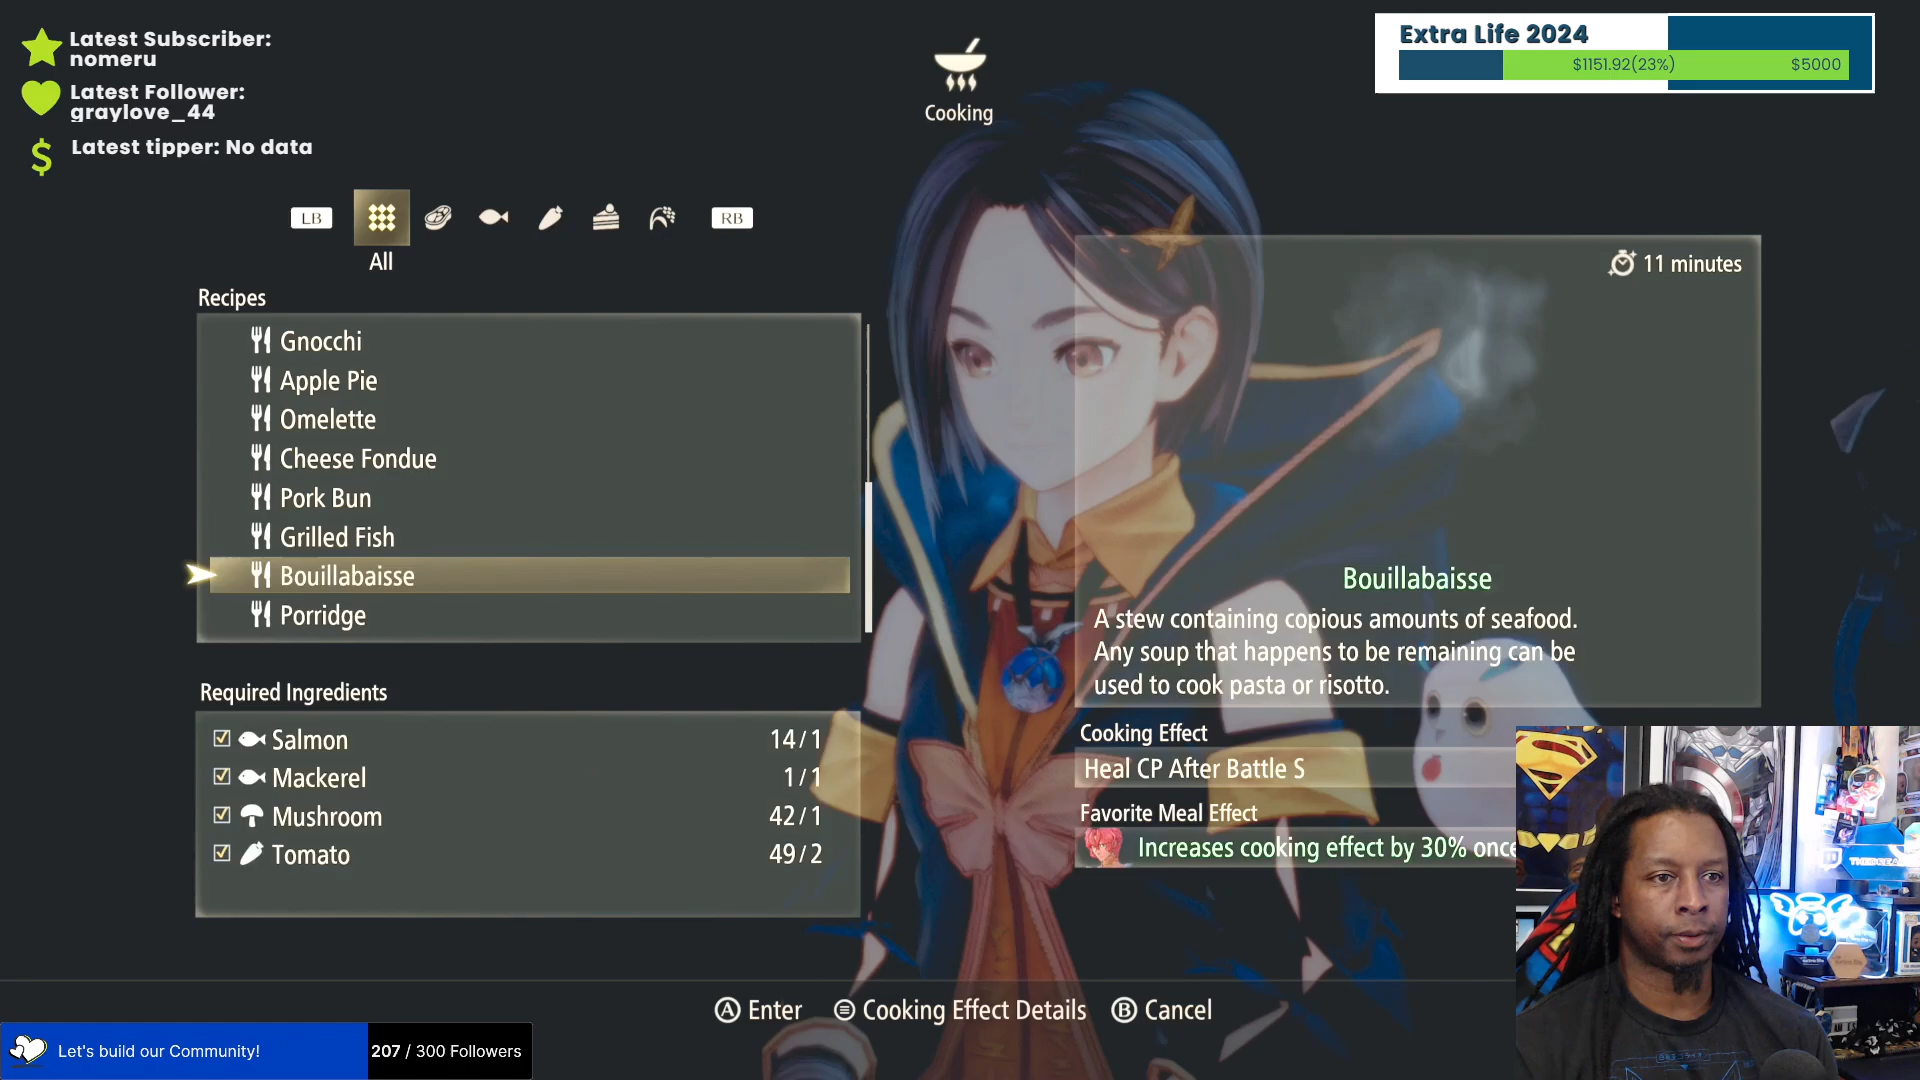 Latest Subscriber:
nomeru
Latest Follower:
graylove_44
Latest tipper: No data
Cooking
Extra Life 2024
$1151.92(23%)
$5000
LB
RB
All
11 minutes
Recipes
Gnocchi
Apple Pie
Omelette
Cheese Fondue
Pork Bun
Grilled Fish
Bouillabaisse
Porridge
Bouillabaisse
A stew containing copious amounts of seafood.
Any soup that happens to be remaining can be
used to cook pasta or risotto.
Required Ingredients
Salmon 14/1
Mackerel 1/1
Mushroom 42/1
Tomato 49/2
Cooking Effect
Heal CP After Battle S
Favorite Meal Effect
Increases cooking effect by 30% once
A Enter
Cooking Effect Details
B Cancel
Let's build our Community!
207 / 300 Followers